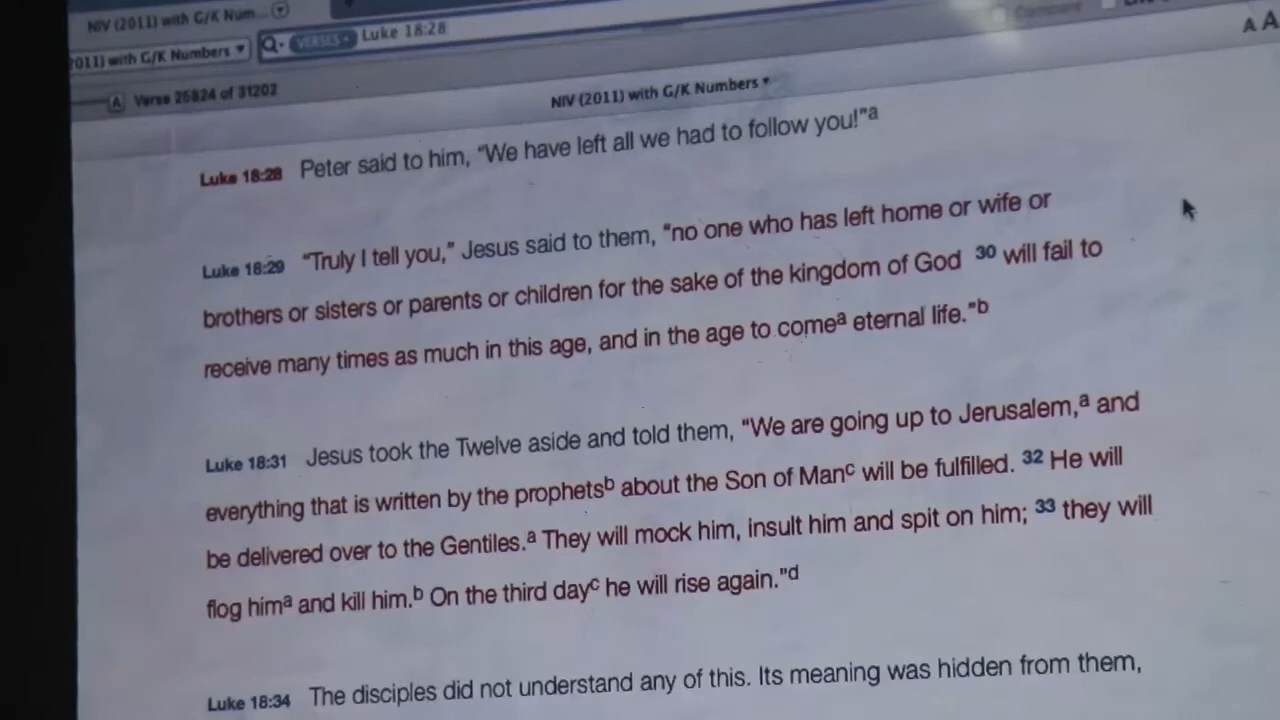 NIV (2011) with G/K Num...
2011) with G/K Numbers
VERSES Luke 18:28
Compare
A Verse 26824 of 31202
A A
NIV (2011) with G/K Numbers
Luke 18:28 Peter said to him, “We have left all we had to follow you!”a
Luke 18:29 “Truly I tell you,” Jesus said to them, “no one who has left home or wife or
brothers or sisters or parents or children for the sake of the kingdom of God 30 will fail to
receive many times as much in this age, and in the age to comea eternal life.”b
Luke 18:31 Jesus took the Twelve aside and told them, “We are going up to Jerusalem,a and
everything that is written by the prophetsb about the Son of Manc will be fulfilled. 32 He will
be delivered over to the Gentiles.a They will mock him, insult him and spit on him; 33 they will
flog hima and kill him.b On the third dayc he will rise again.”d
Luke 18:34 The disciples did not understand any of this. Its meaning was hidden from them,